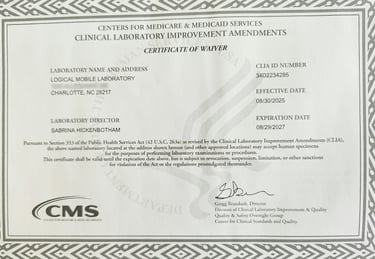 CENTERS FOR MEDICARE & MEDICAID SERVICES
CLINICAL LABORATORY IMPROVEMENT AMENDMENTS
CERTIFICATE OF WAIVER
LABORATORY NAME AND ADDRESS
LOGICAL MOBILE LABORATORY
CHARLOTTE, NC 28217
CLIA ID NUMBER
34D2234285
EFFECTIVE DATE
08/30/2025
LABORATORY DIRECTOR
SABRINA HICKENBOTHAM
EXPIRATION DATE
08/29/2027
Pursuant to Section 353 of the Public Health Services Act (42 U.S.C. 263a) as revised by the Clinical Laboratory Improvement Amendments (CLIA),
the above named laboratory located at the address shown hereon (and other approved locations) may accept human specimens
for the purposes of performing laboratory examinations or procedures.
This certificate shall be valid until the expiration date above, but is subject to revocation, suspension, limitation, or other sanctions
for violation of the Act or the regulations promulgated thereunder.
CMS
CENTERS FOR MEDICARE & MEDICAID SERVICES
Gregg Brandush, Director
Division of Clinical Laboratory Improvement & Quality
Quality & Safety Oversight Group
Center for Clinical Standards and Quality